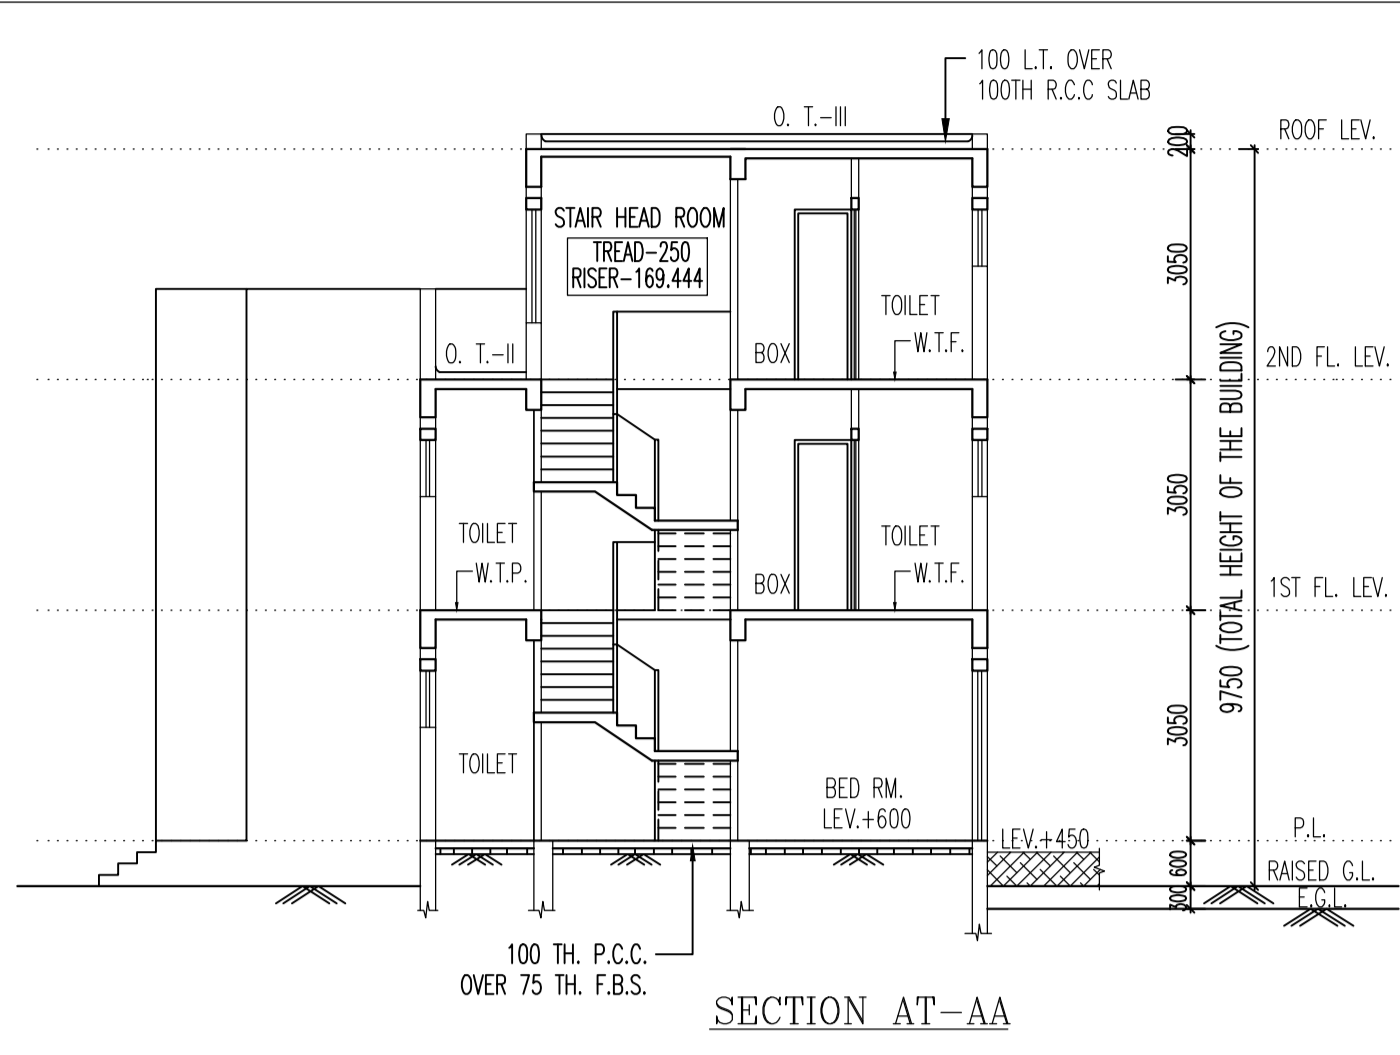 100 L.T. OVER
100TH R.C.C SLAB
O. T.-III
ROOF LEV.
200
STAIR HEAD ROOM
TREAD-250
RISER-169.444
3050
TOILET
W.T.F.
BOX
O. T.-II
2ND FL. LEV.
9750 (TOTAL HEIGHT OF THE BUILDING)
3050
TOILET
W.T.P.
TOILET
W.T.F.
BOX
1ST FL. LEV.
3050
TOILET
BED RM.
LEV.+600
LEV.+450
P.L.
600
RAISED G.L.
300
E.G.L.
100 TH. P.C.C.
OVER 75 TH. F.B.S.
SECTION AT-AA